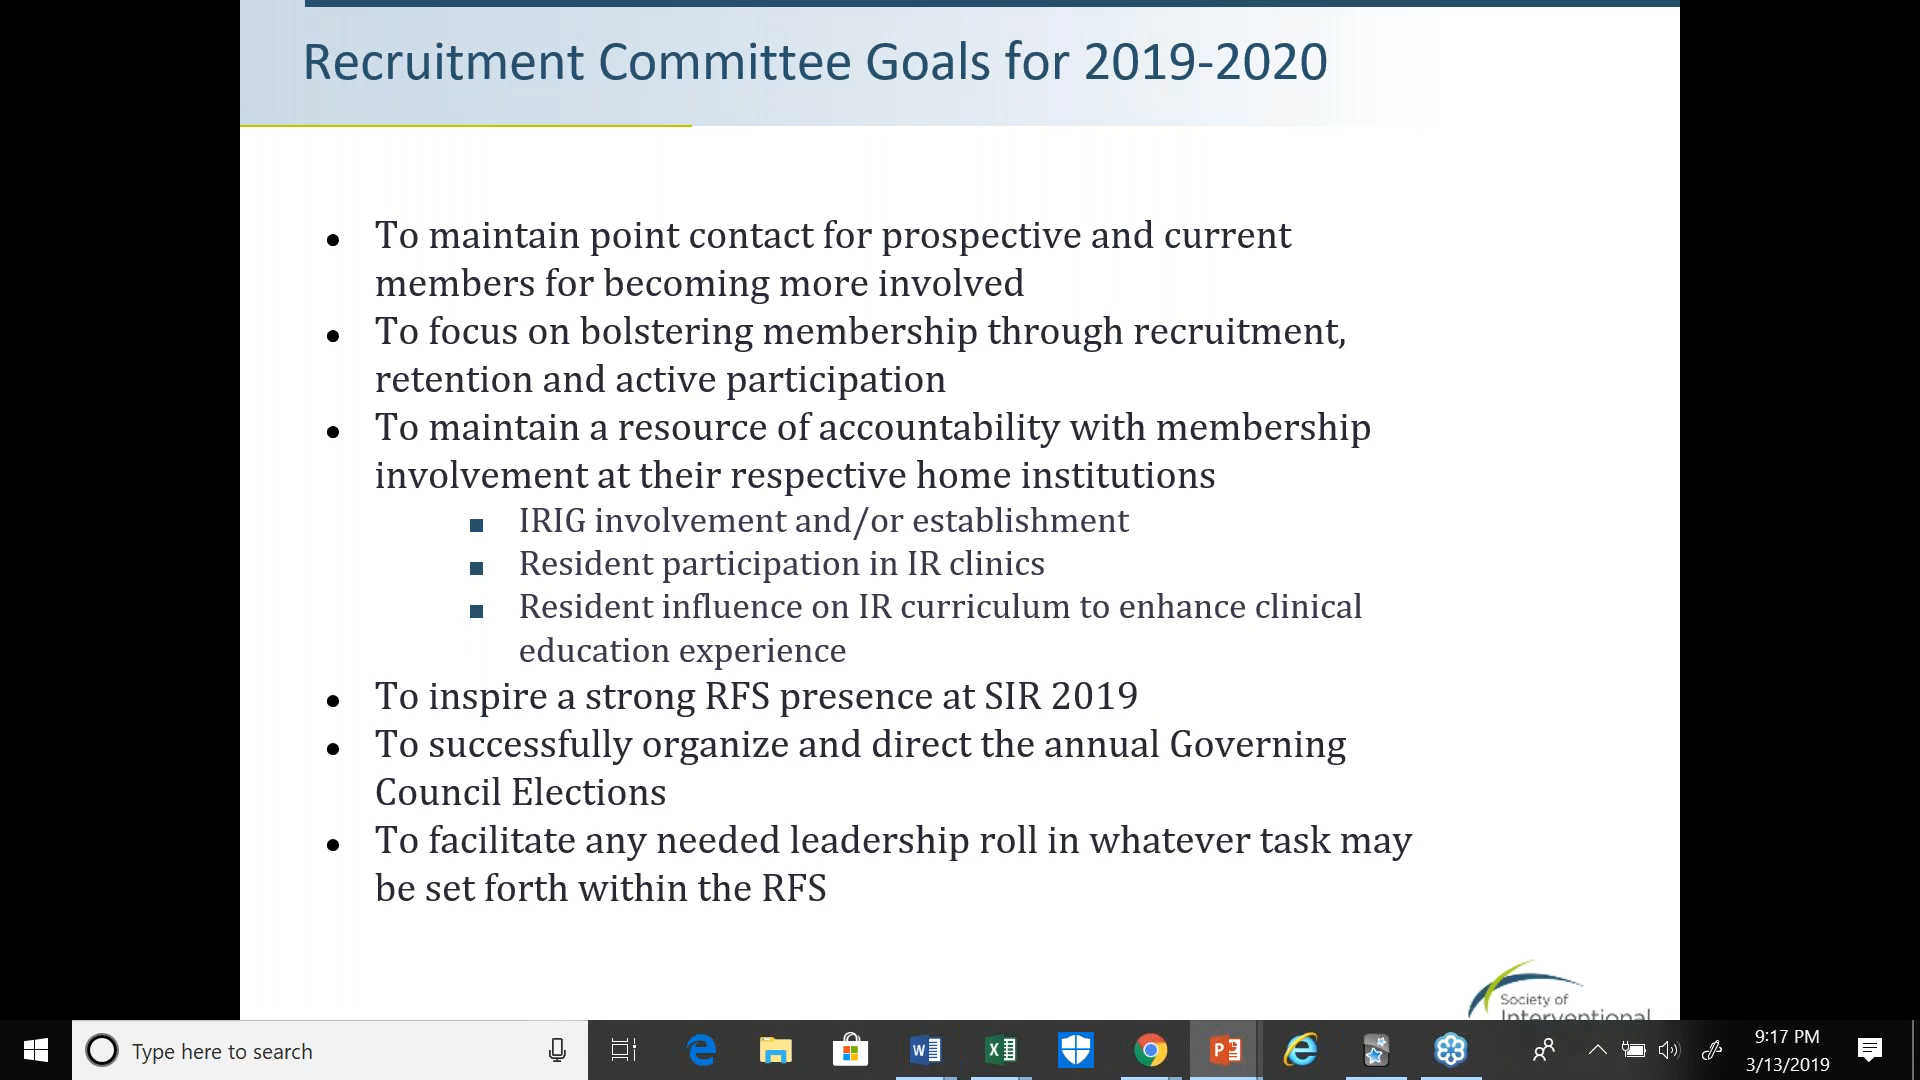 Recruitment Committee Goals for 2019-2020
• To maintain point contact for prospective and current
members for becoming more involved
• To focus on bolstering membership through recruitment,
retention and active participation
• To maintain a resource of accountability with membership
involvement at their respective home institutions
■ IRIG involvement and/or establishment
■ Resident participation in IR clinics
■ Resident influence on IR curriculum to enhance clinical
education experience
• To inspire a strong RFS presence at SIR 2019
• To successfully organize and direct the annual Governing
Council Elections
• To facilitate any needed leadership roll in whatever task may
be set forth within the RFS
Society of
Interventional
Type here to search
9:17 PM
3/13/2019